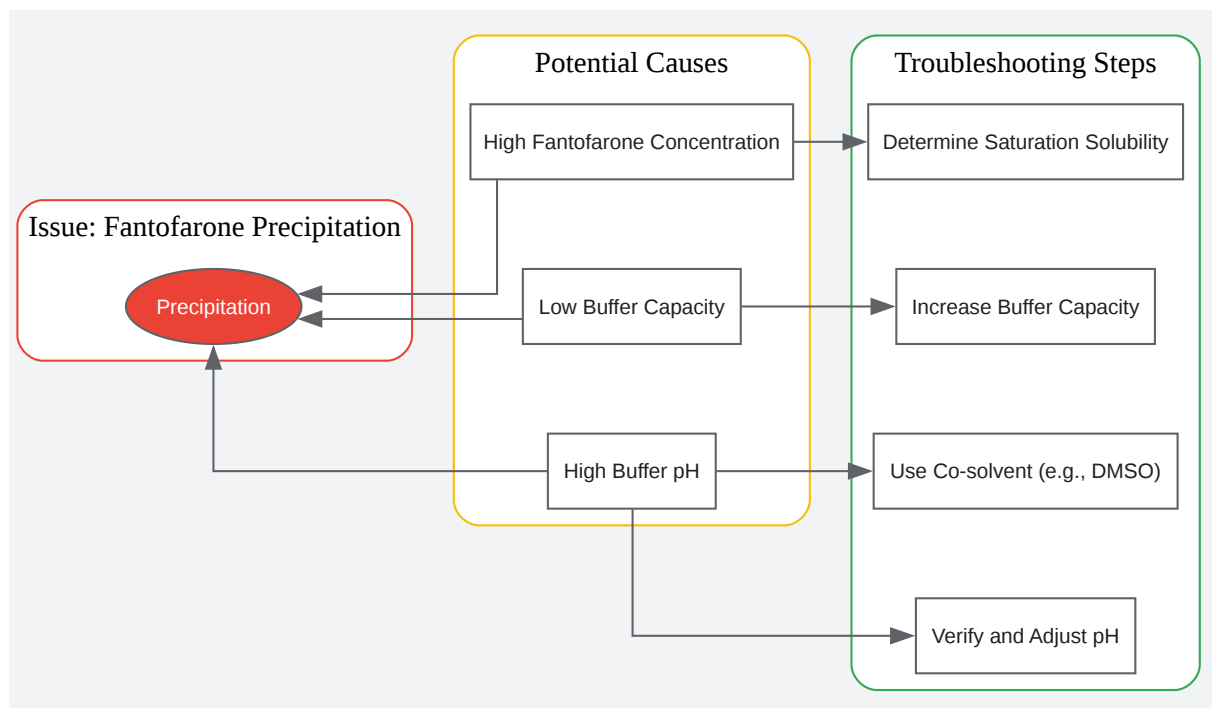 Issue: Fantofarone Precipitation
Precipitation
Potential Causes
High Fantofarone Concentration
Low Buffer Capacity
High Buffer pH
Troubleshooting Steps
Determine Saturation Solubility
Increase Buffer Capacity
Use Co-solvent (e.g., DMSO)
Verify and Adjust pH